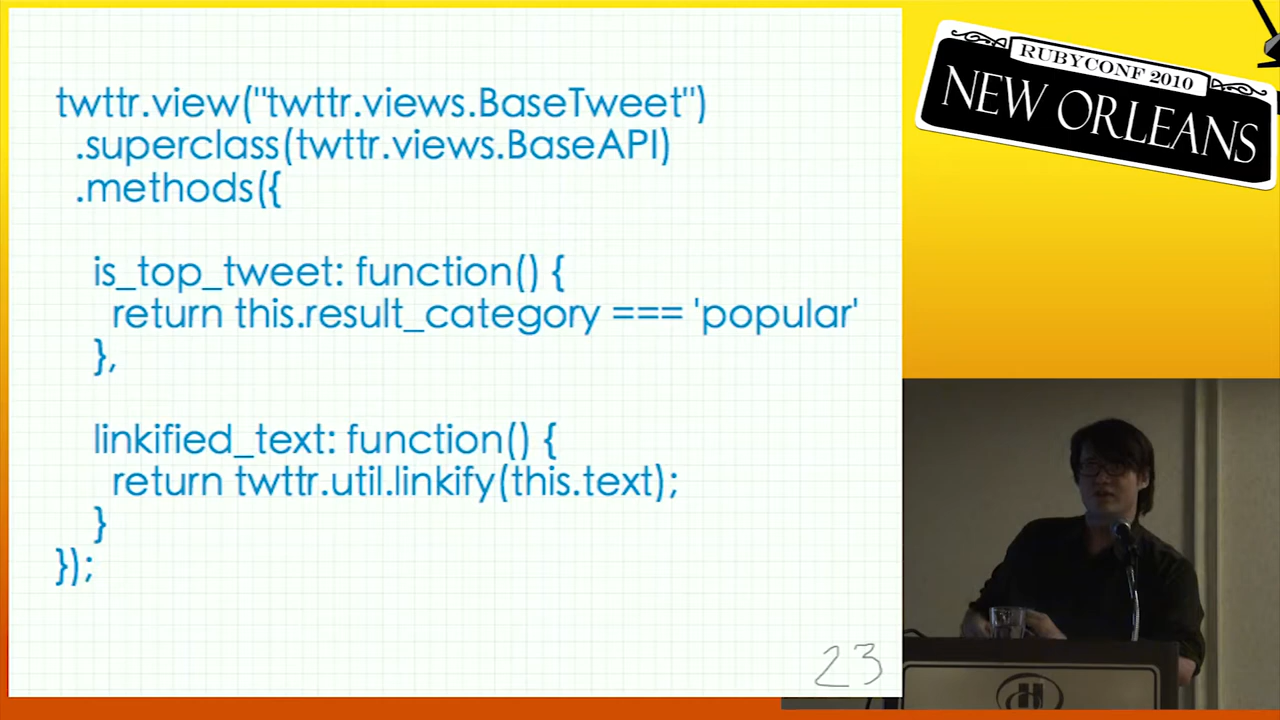 twttr.view("twttr.views.BaseTweet")
.superclass(twttr.views.BaseAPI)
.methods({
is_top_tweet: function() {
return this.result_category === 'popular'
},
linkified_text: function() {
return twttr.util.linkify(this.text);
}
});
23
RUBYCONF 2010
NEW ORLEANS
H